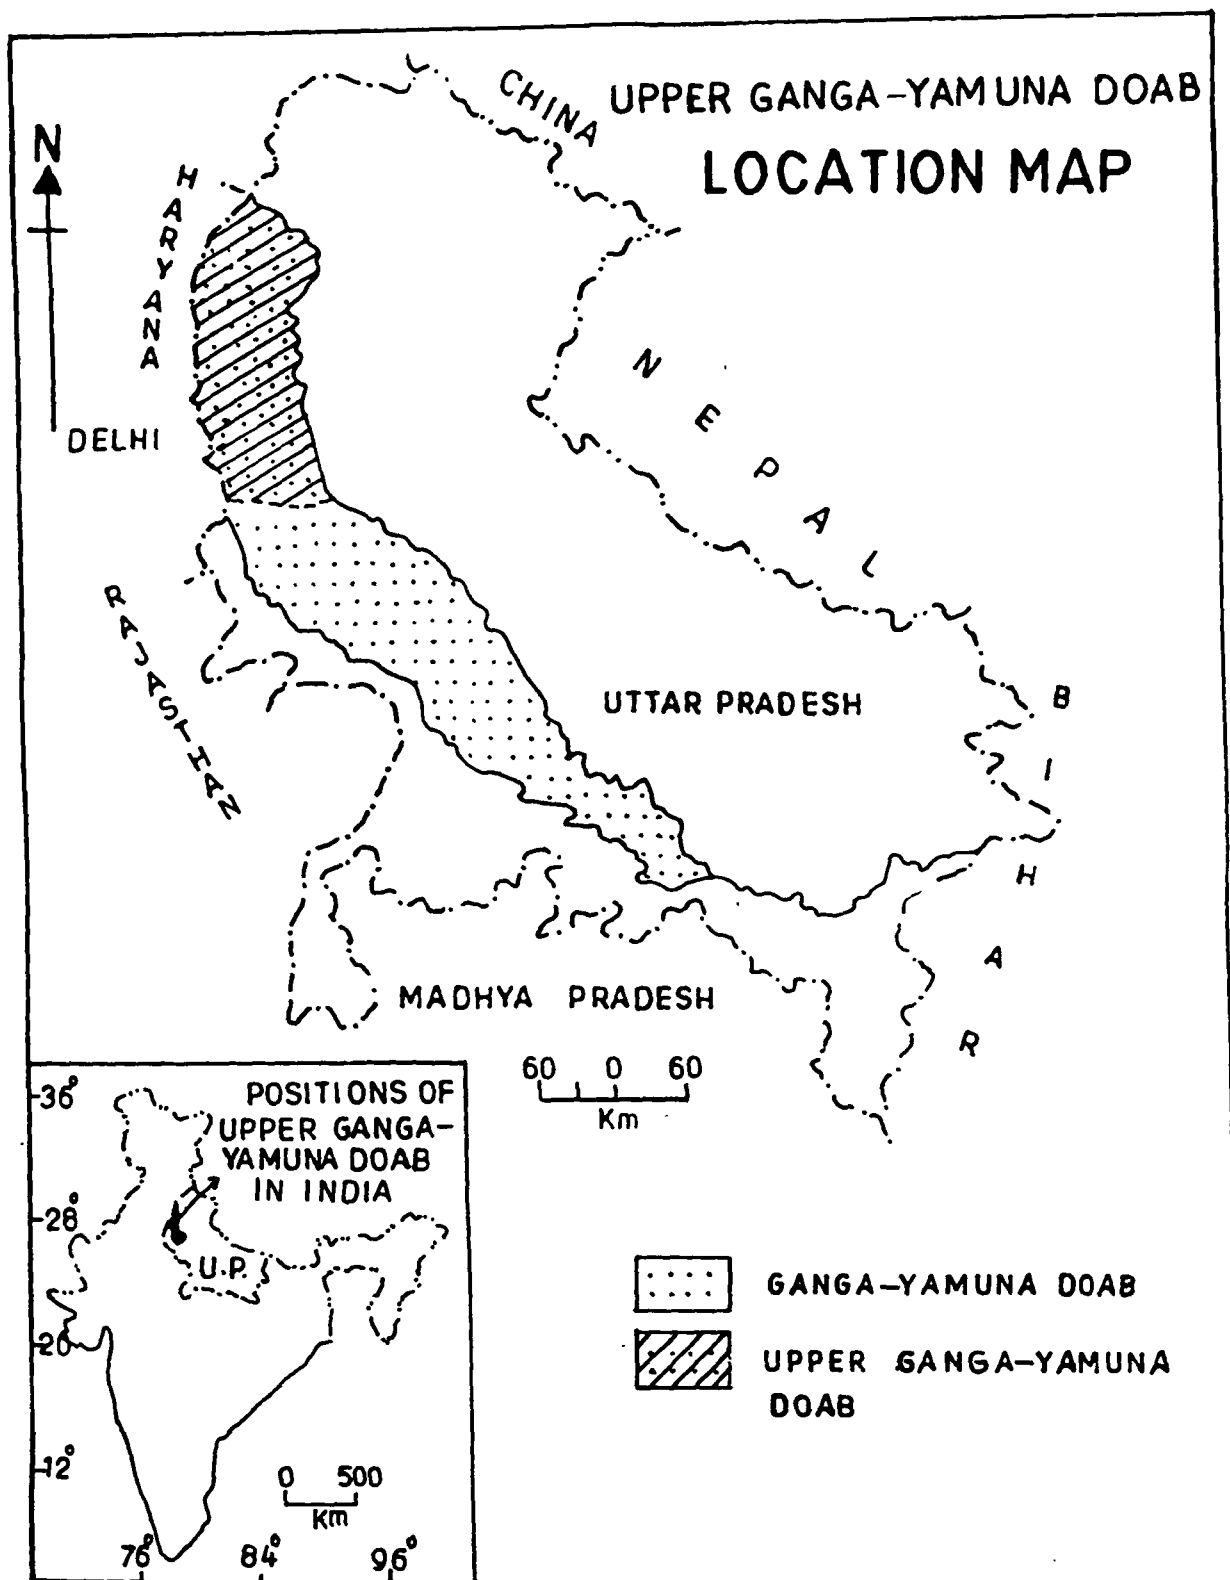 UPPER GANGA-YAMUNA DOAB
LOCATION MAP
CHINA
N
HARYANA
DELHI
NEPAL
RAJASTHAN
UTTAR PRADESH
BIHAR
MADHYA PRADESH
60 0 60
Km
POSITIONS OF
UPPER GANGA-
YAMUNA DOAB
IN INDIA
36°
28°
20°
12°
U.P.
0 500
Km
76° 84° 96°
GANGA-YAMUNA DOAB
UPPER GANGA-YAMUNA
DOAB